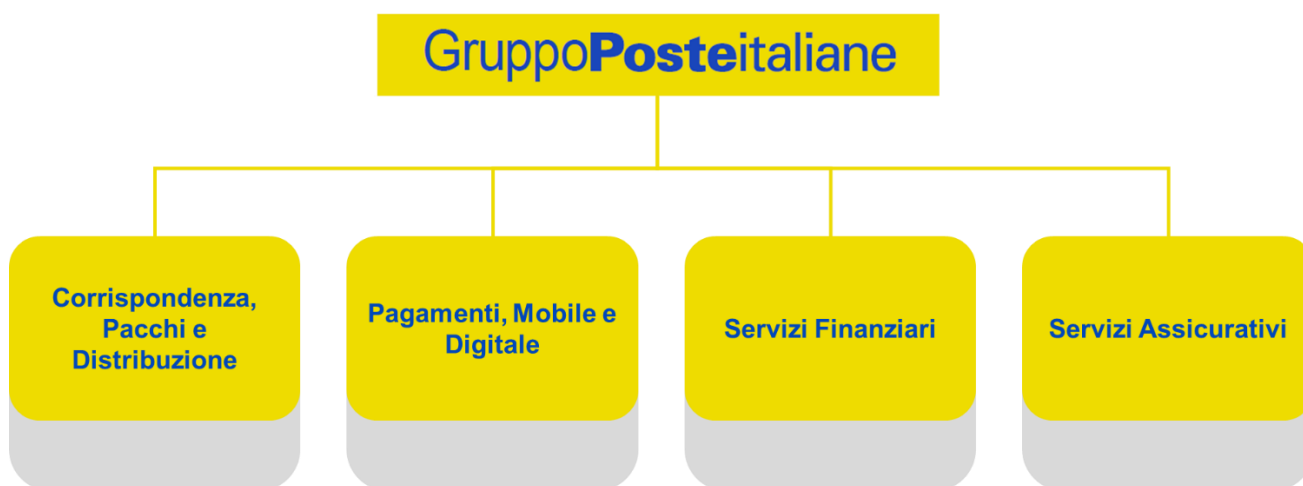 GruppoPosteitaliane
Corrispondenza,
Pacchi e
Distribuzione
Pagamenti, Mobile e
Digitale
Servizi Finanziari
Servizi Assicurativi